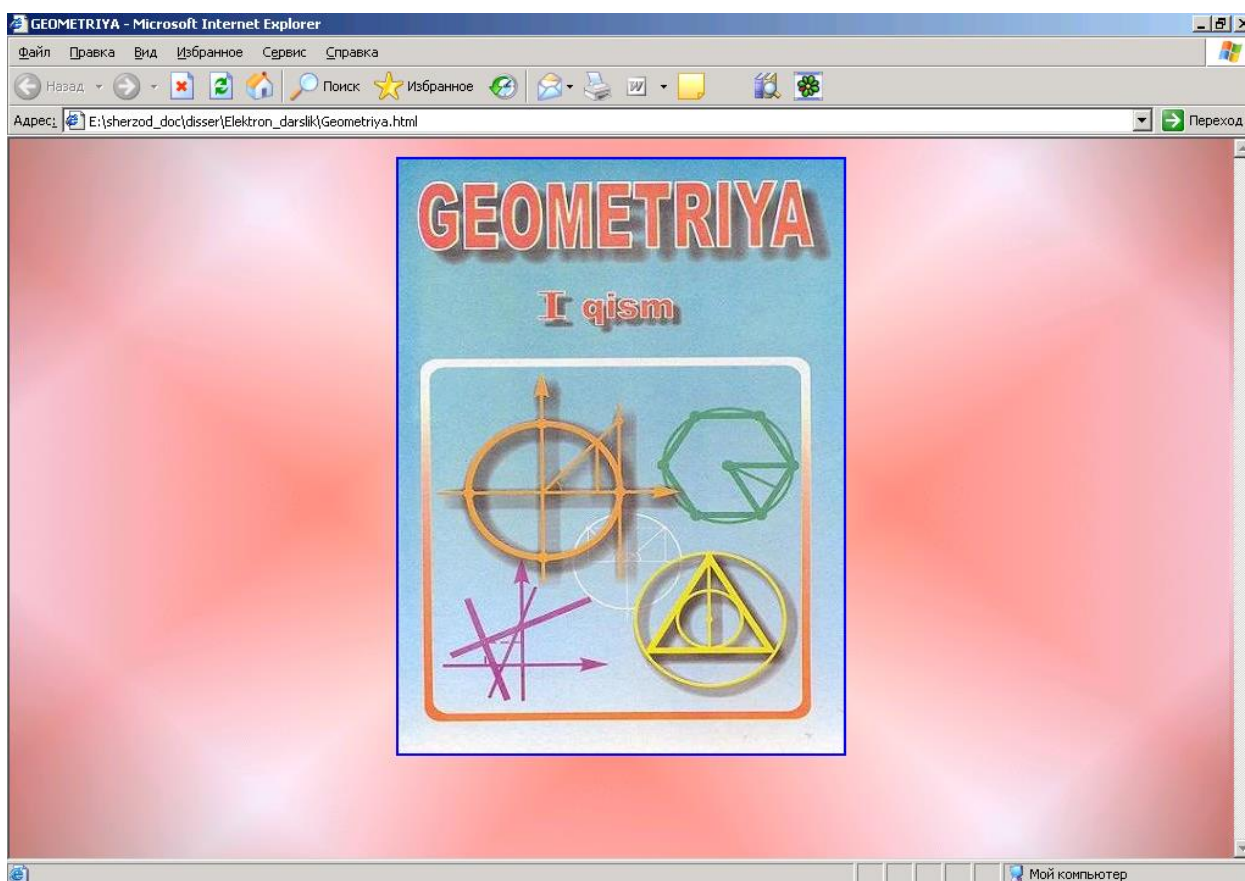 GEOMETRIYA - Microsoft Internet Explorer
Файл Правка Вид Избранное Сервис Справка
Назад Поиск Избранное
Адрес: E:\sherzod_doc\disser\Elektron_darslik\Geometriya.html Переход
GEOMETRIYA
I qism
Мой компьютер